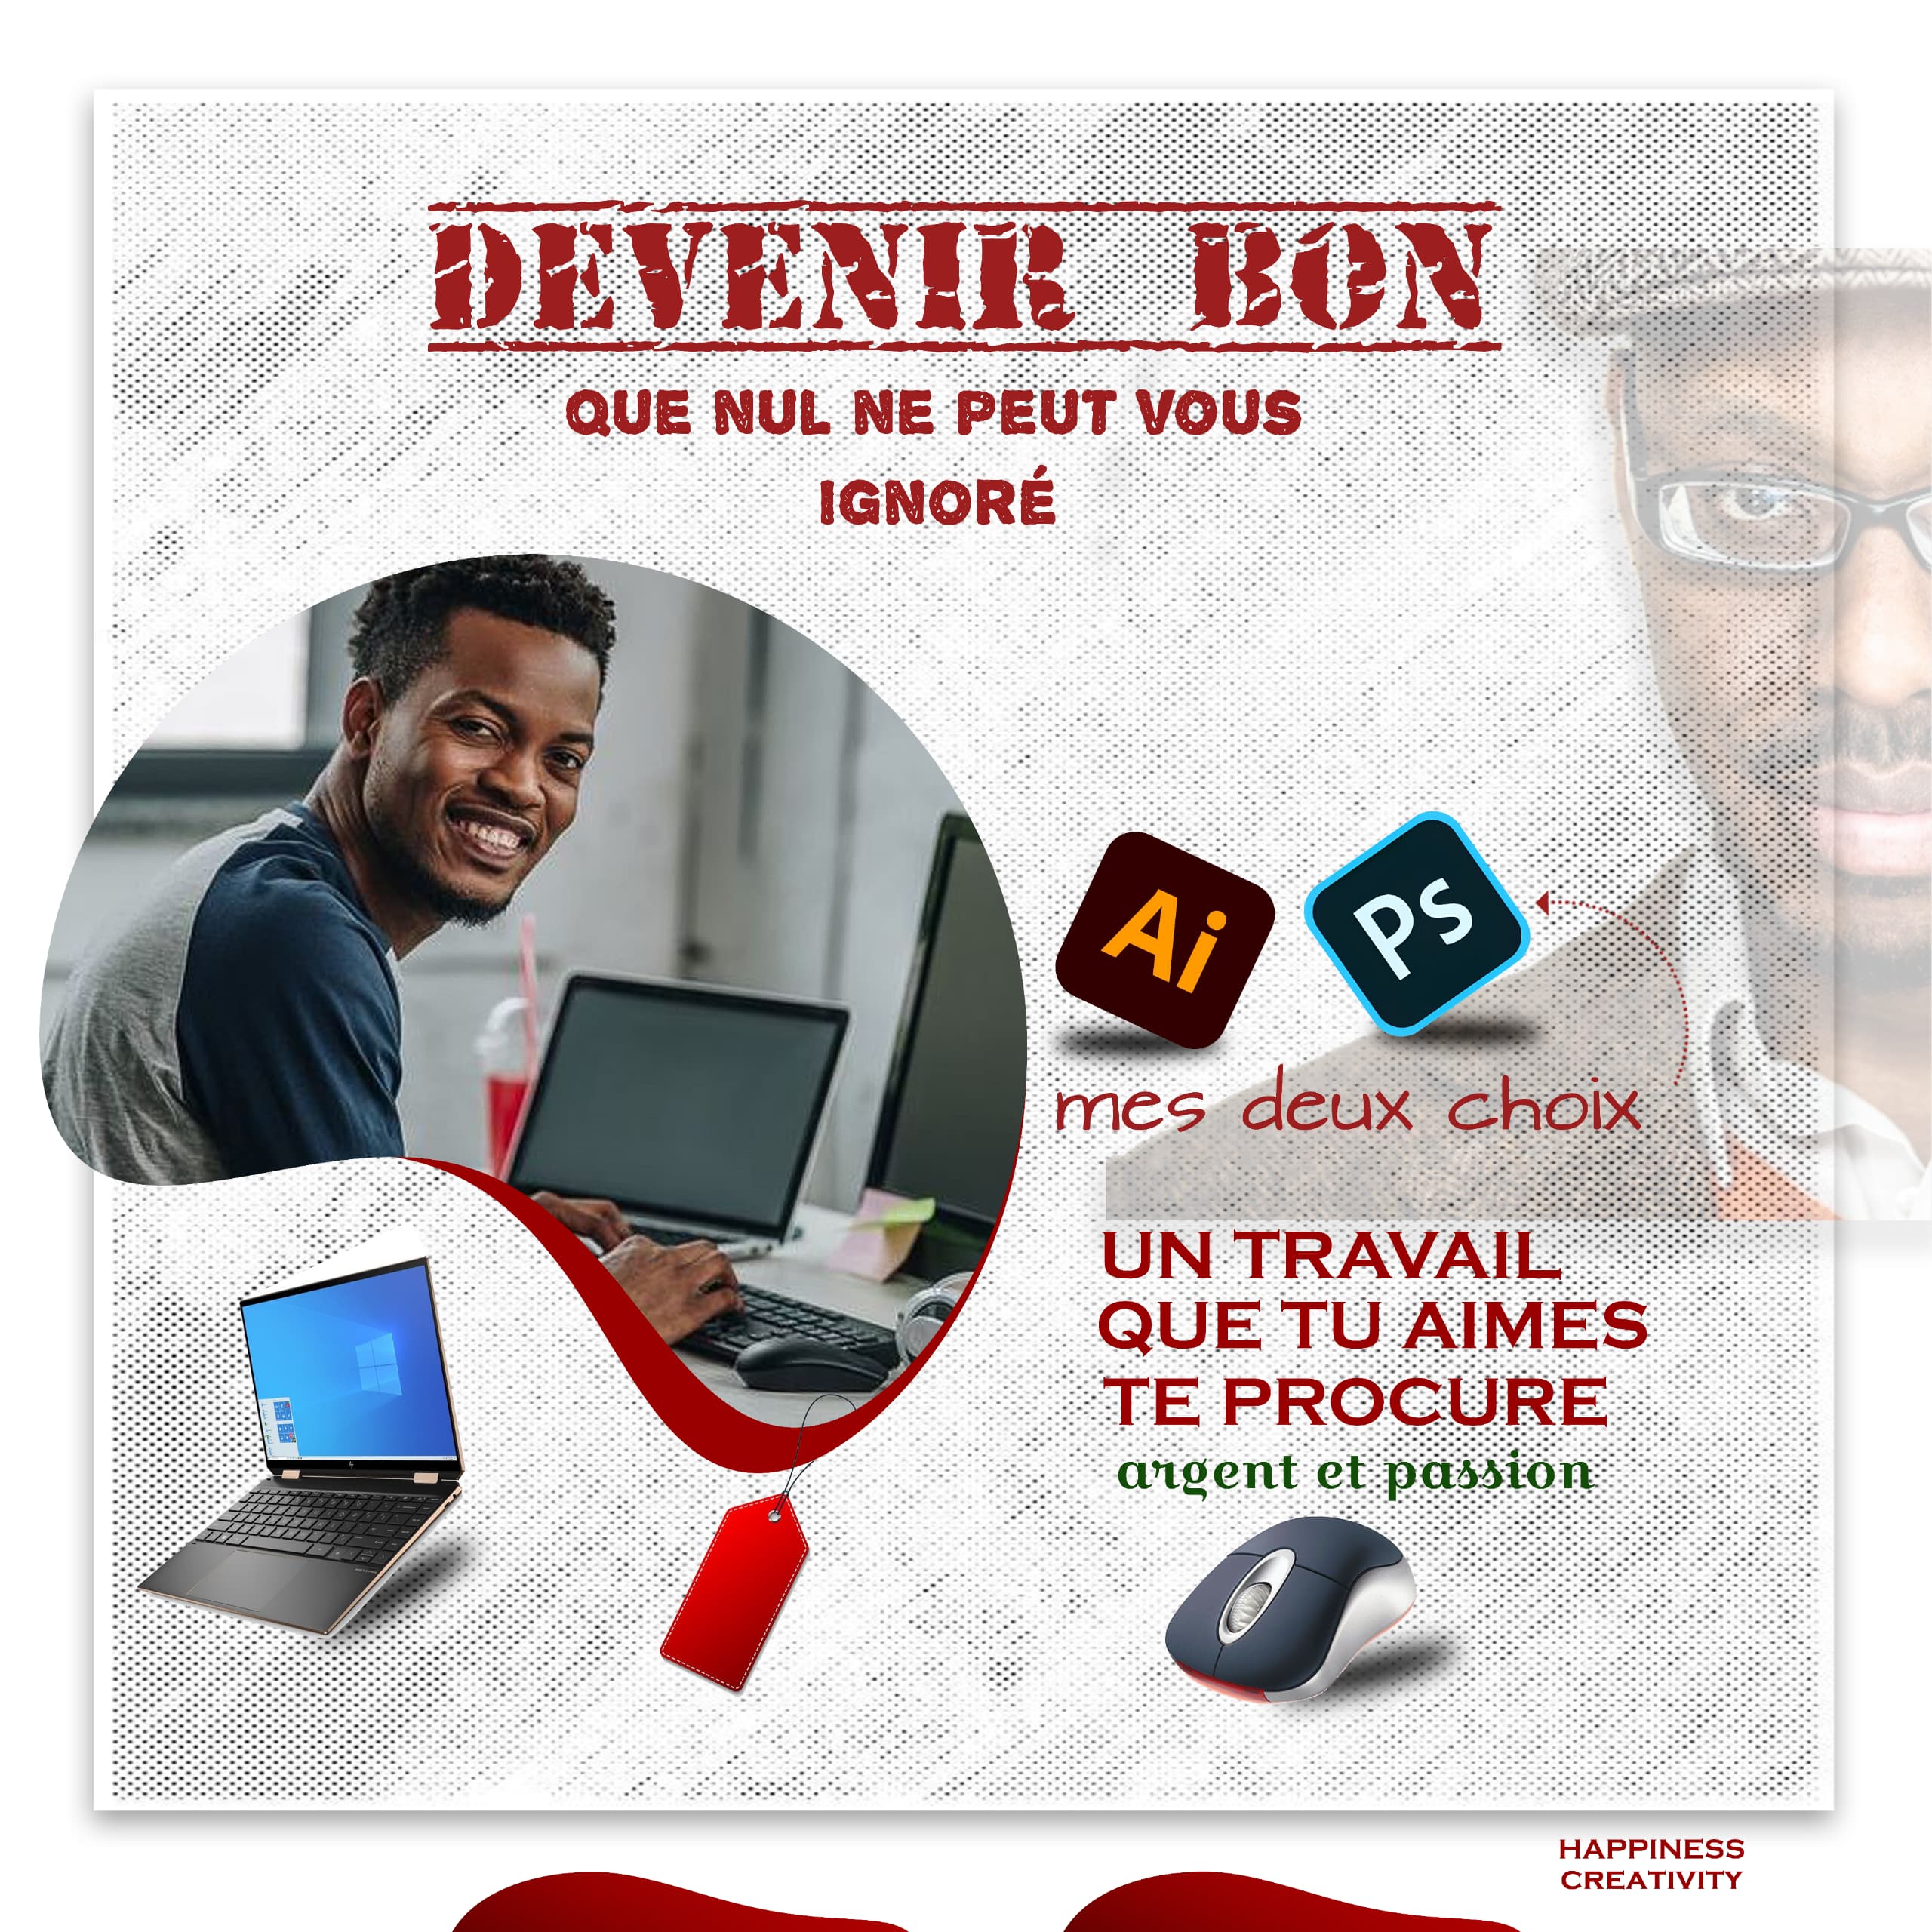 DEVENIR BON
QUE NUL NE PEUT VOUS
IGNORÉ
Ai
Ps
mes deux choix
UN TRAVAIL
QUE TU AIMES
TE PROCURE
argent et passion
HAPPINESS
CREATIVITY